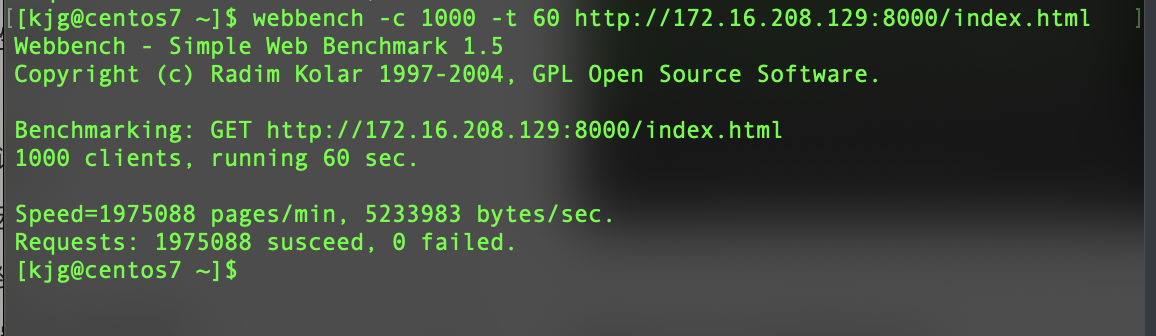 [[kjg@centos7 ~]$ webbench -c 1000 -t 60 http://172.16.208.129:8000/index.html ]
Webbench - Simple Web Benchmark 1.5
Copyright (c) Radim Kolar 1997-2004, GPL Open Source Software.
Benchmarking: GET http://172.16.208.129:8000/index.html
1000 clients, running 60 sec.
Speed=1975088 pages/min, 5233983 bytes/sec.
Requests: 1975088 susceed, 0 failed.
[kjg@centos7 ~]$